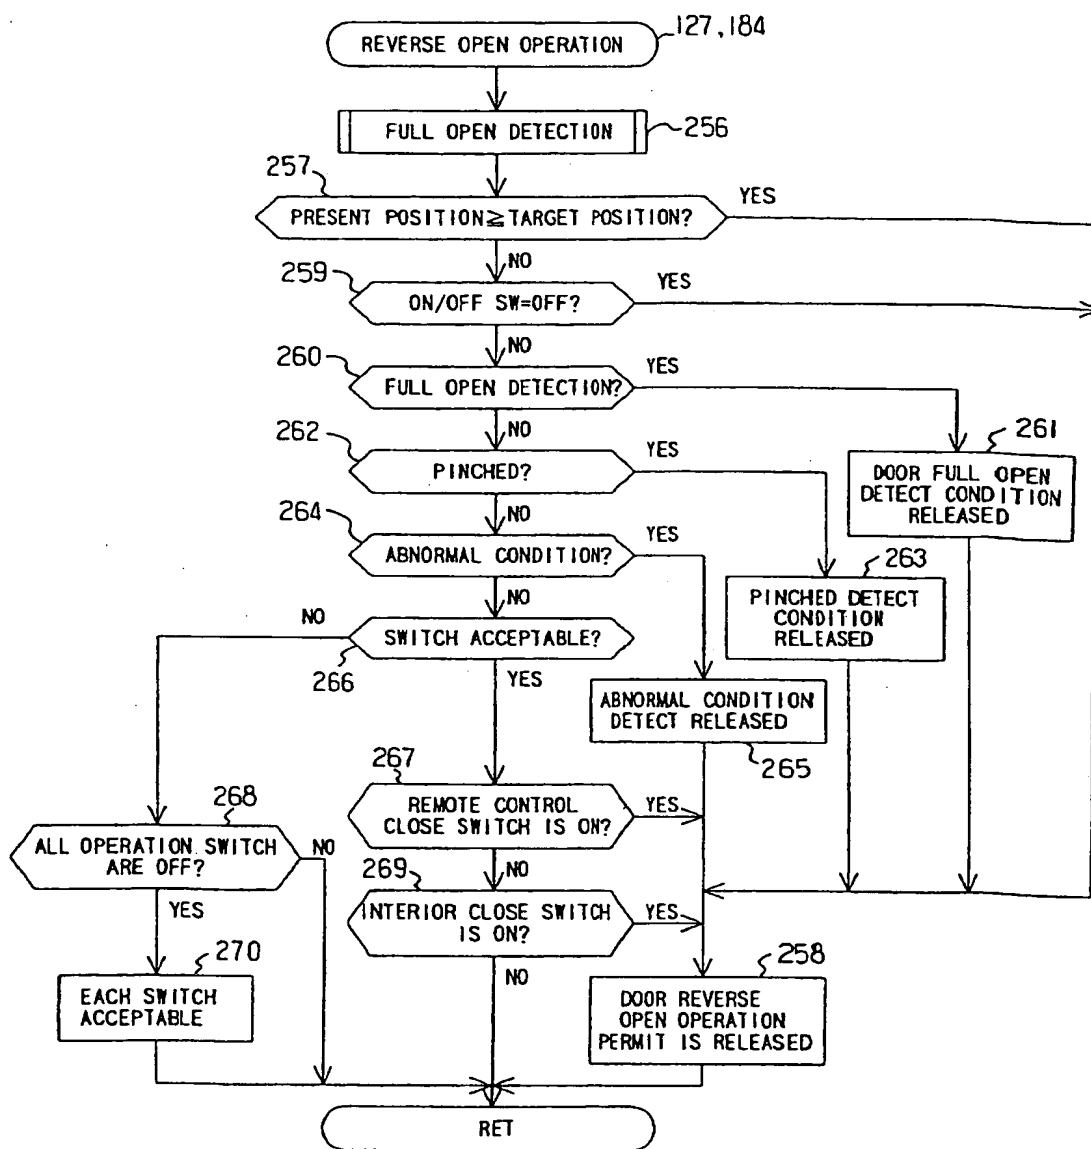 REVERSE OPEN OPERATION
127,184
FULL OPEN DETECTION
256
257
PRESENT POSITION≧TARGET POSITION?
YES
NO
259
ON/OFF SW=OFF?
YES
NO
260
FULL OPEN DETECTION?
YES
NO
261
DOOR FULL OPEN
DETECT CONDITION
RELEASED
262
PINCHED?
YES
NO
263
PINCHED DETECT
CONDITION
RELEASED
264
ABNORMAL CONDITION?
YES
NO
ABNORMAL CONDITION
DETECT RELEASED
265
NO
SWITCH ACCEPTABLE?
266
YES
267
REMOTE CONTROL
CLOSE SWITCH IS ON?
YES
NO
268
ALL OPERATION SWITCH
ARE OFF?
NO
YES
269
INTERIOR CLOSE SWITCH
IS ON?
YES
NO
270
EACH SWITCH
ACCEPTABLE
258
DOOR REVERSE
OPEN OPERATION
PERMIT IS RELEASED
RET